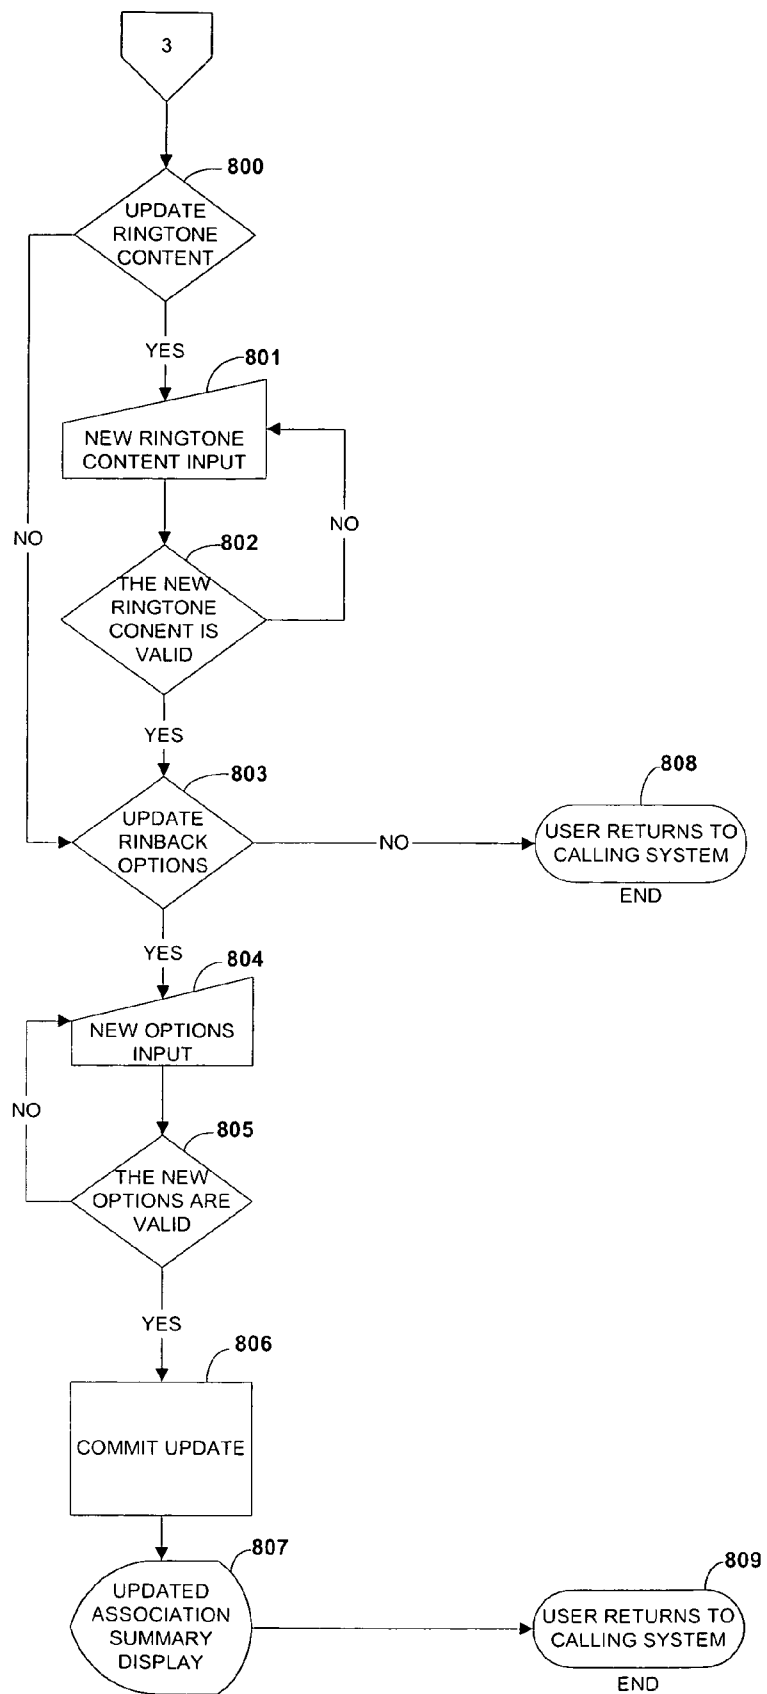 3
800
UPDATE
RINGTONE
CONTENT
YES
801
NEW RINGTONE
CONTENT INPUT
NO
NO
802
THE NEW
RINGTONE
CONENT IS
VALID
YES
803
UPDATE
RINBACK
OPTIONS
NO
808
USER RETURNS TO
CALLING SYSTEM
END
YES
804
NEW OPTIONS
INPUT
NO
805
THE NEW
OPTIONS ARE
VALID
YES
806
COMMIT UPDATE
807
UPDATED
ASSOCIATION
SUMMARY
DISPLAY
809
USER RETURNS TO
CALLING SYSTEM
END